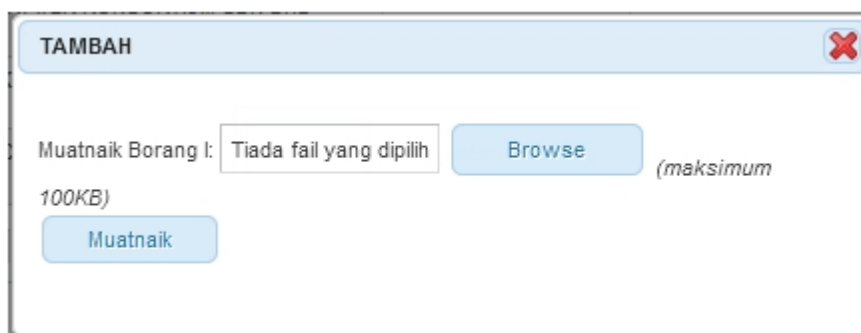 TAMBAH
Muatnaik Borang I: Tiada fail yang dipilih Browse (maksimum
100KB)
Muatnaik